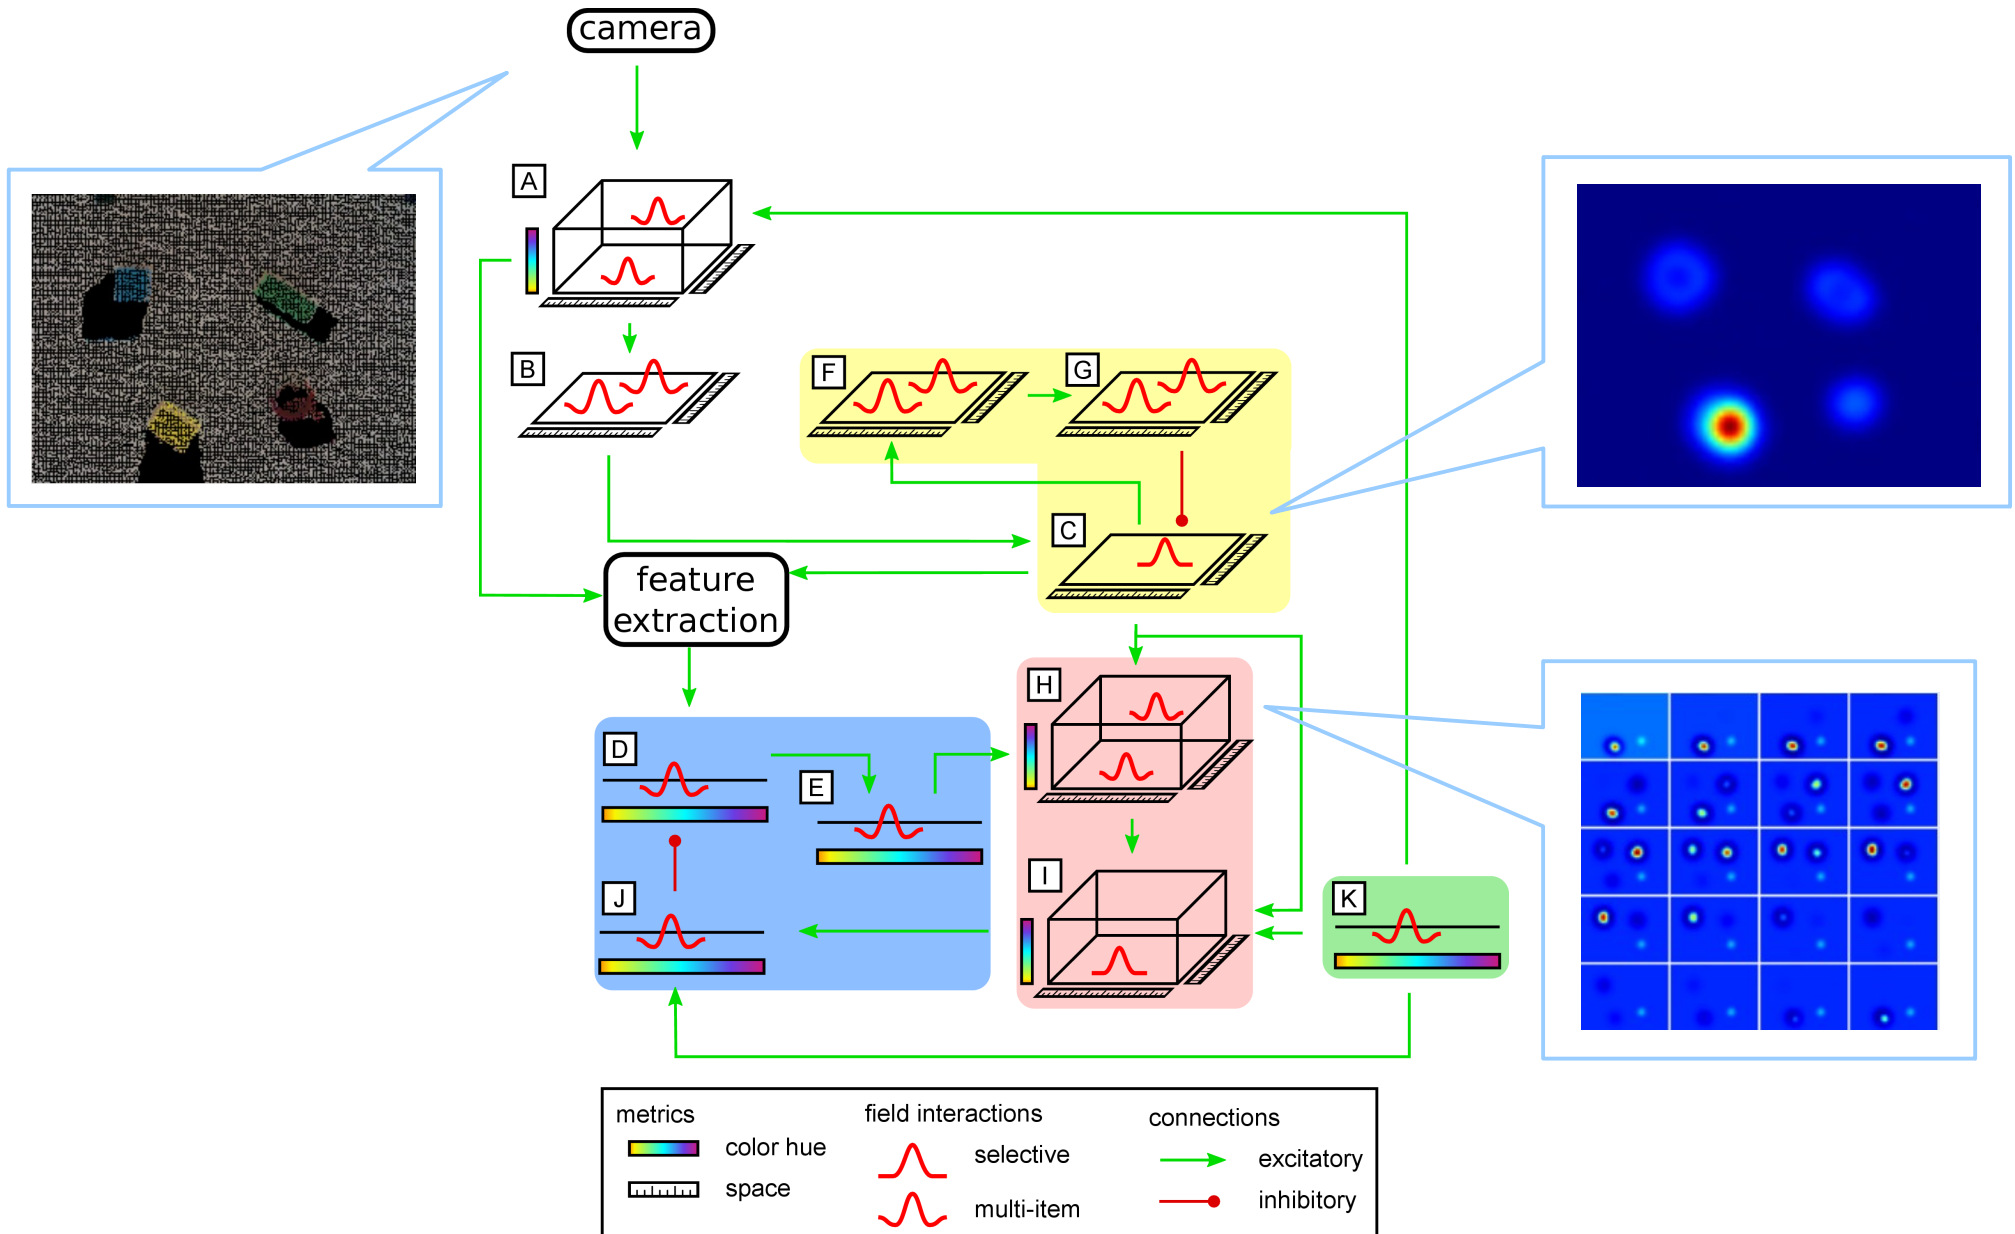 camera
A
B
F
G
C
feature
extraction
H
D
E
I
J
K
metrics
color hue
space
field interactions
selective
multi-item
connections
excitatory
inhibitory